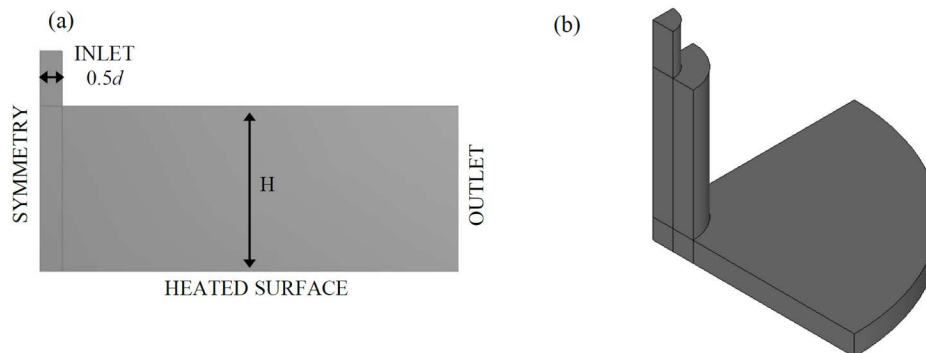 (a)
INLET
0.5d
SYMMETRY
H
OUTLET
HEATED SURFACE
(b)